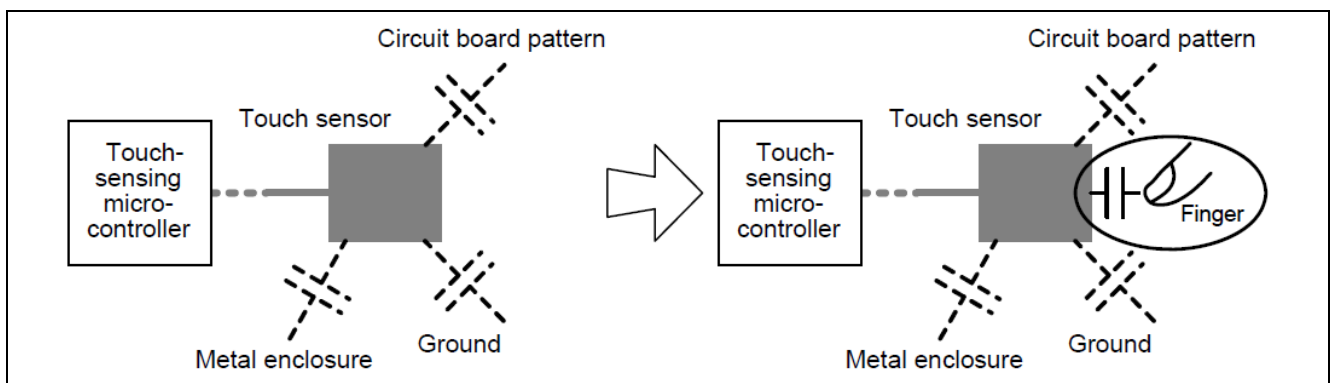 Circuit board pattern
Touch sensor
Touch-
sensing
micro-
controller
Metal enclosure
Ground
Circuit board pattern
Touch sensor
Touch-
sensing
micro-
controller
Finger
Metal enclosure
Ground